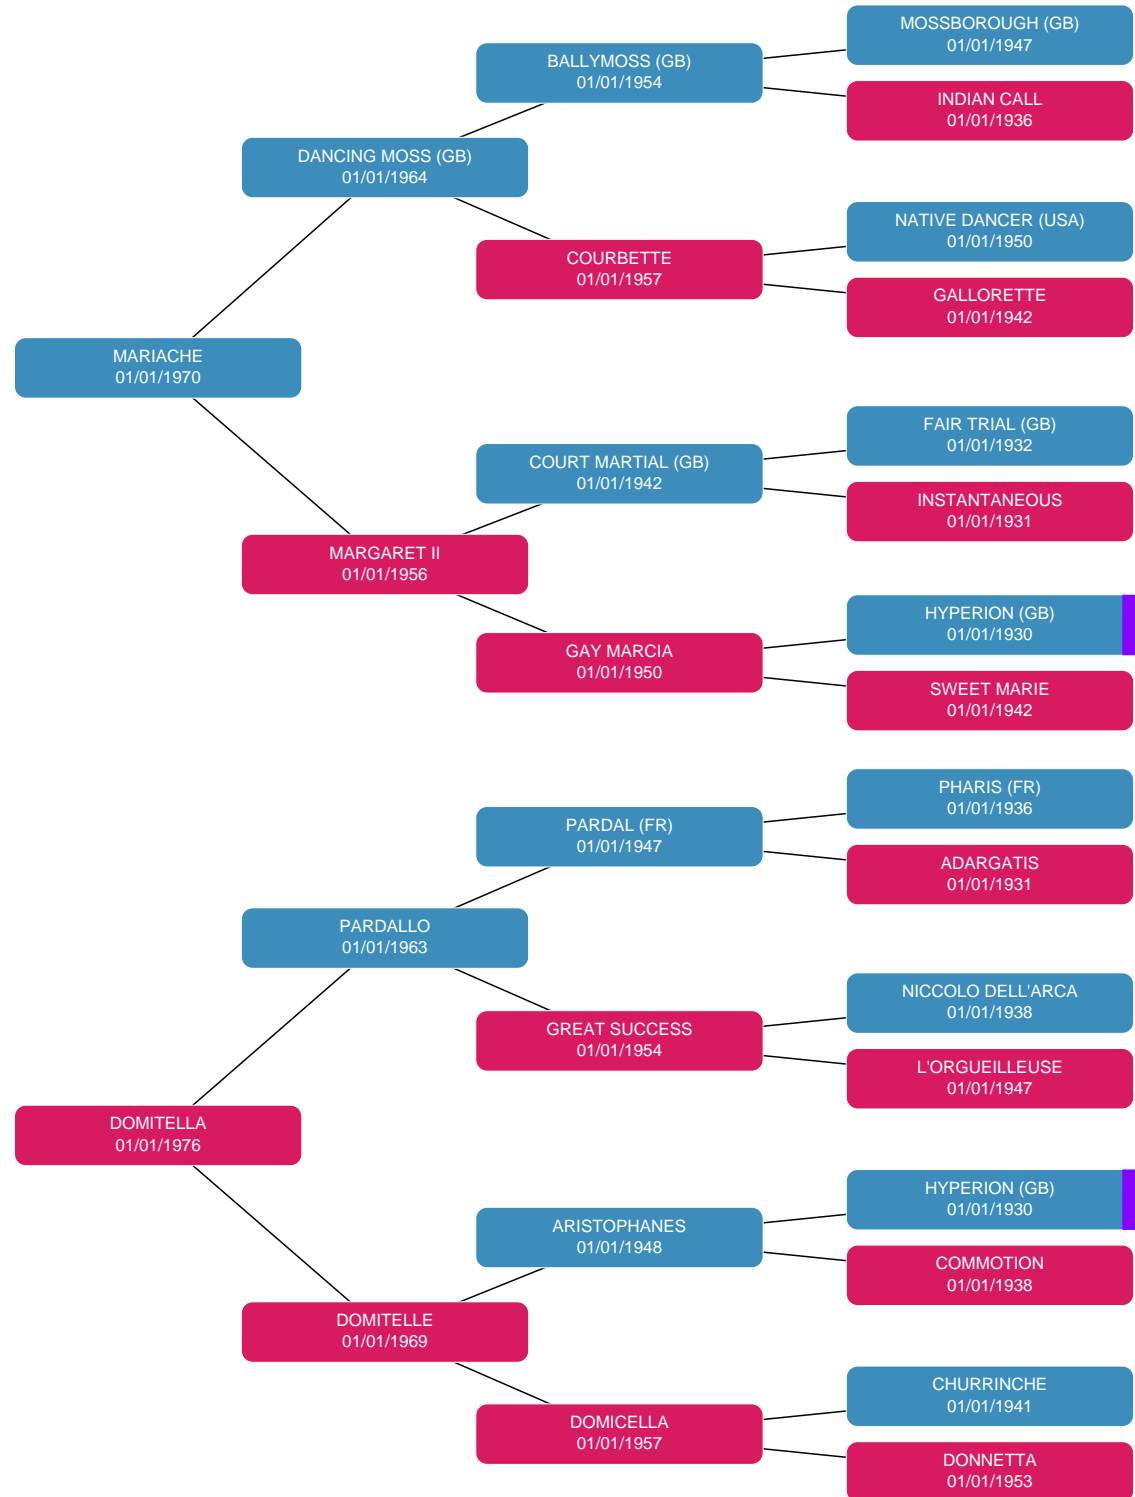 MOSSBOROUGH (GB)
01/01/1947
BALLYMOSS (GB)
01/01/1954
INDIAN CALL
01/01/1936
DANCING MOSS (GB)
01/01/1964
NATIVE DANCER (USA)
01/01/1950
COURBETTE
01/01/1957
GALLORETTE
01/01/1942
MARIACHE
01/01/1970
FAIR TRIAL (GB)
01/01/1932
COURT MARTIAL (GB)
01/01/1942
INSTANTANEOUS
01/01/1931
MARGARET II
01/01/1956
HYPERION (GB)
01/01/1930
GAY MARCIA
01/01/1950
SWEET MARIE
01/01/1942
PHARIS (FR)
01/01/1936
PARDAL (FR)
01/01/1947
ADARGATIS
01/01/1931
PARDALLO
01/01/1963
NICCOLO DELL'ARCA
01/01/1938
GREAT SUCCESS
01/01/1954
L'ORGUEILLEUSE
01/01/1947
DOMITELLA
01/01/1976
HYPERION (GB)
01/01/1930
ARISTOPHANES
01/01/1948
COMMOTION
01/01/1938
DOMITELLE
01/01/1969
CHURRINCHE
01/01/1941
DOMICELLA
01/01/1957
DONNETTA
01/01/1953